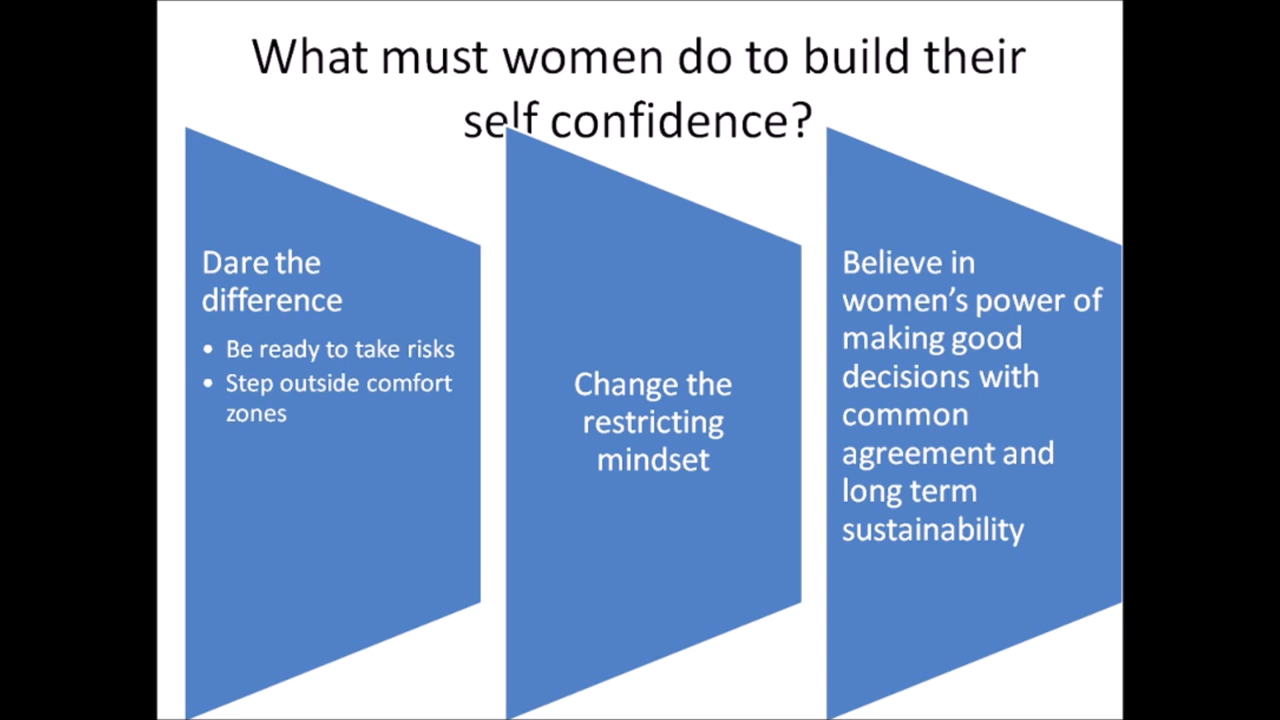 What must women do to build their
self confidence?
Dare the
difference
• Be ready to take risks
• Step outside comfort
zones
Change the
restricting
mindset
Believe in
women’s power of
making good
decisions with
common
agreement and
long term
sustainability